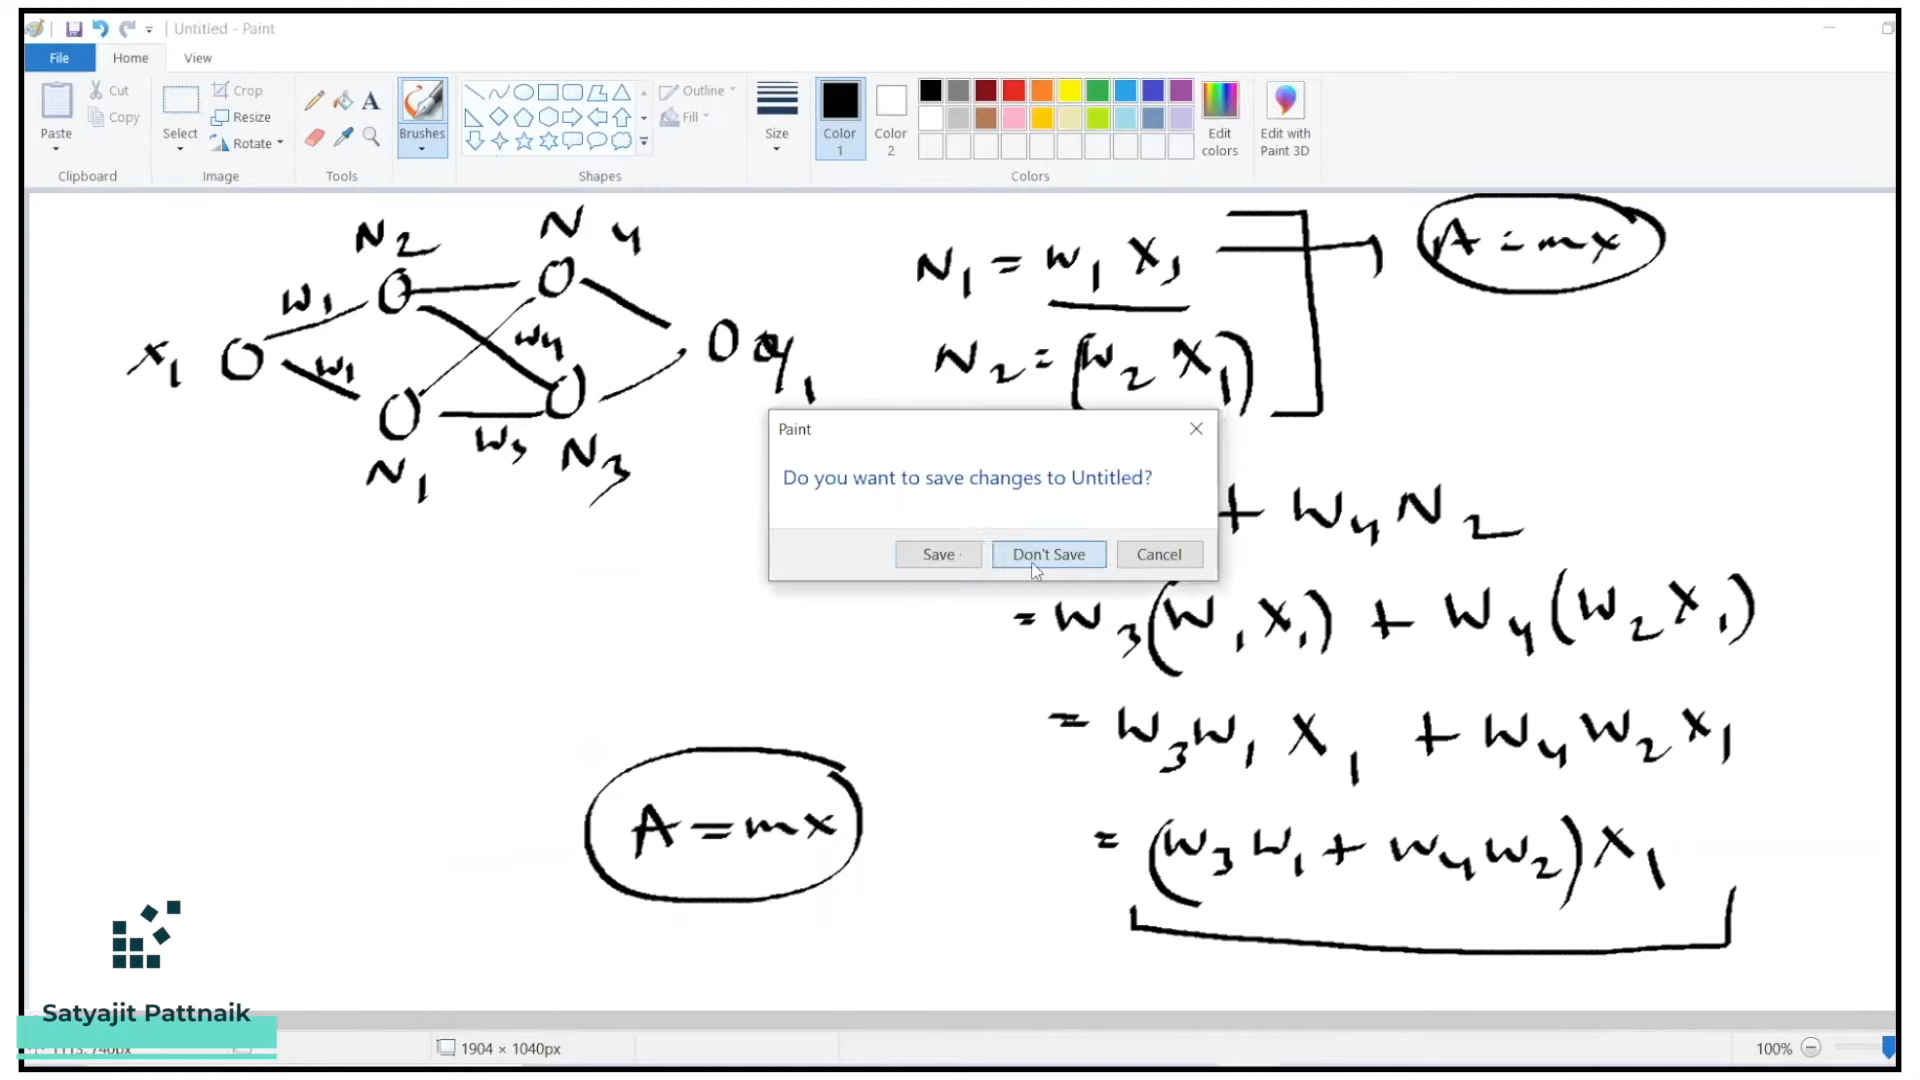 Untitled - Paint
File Home View
Paste Cut Copy Clipboard
Select Crop Resize Rotate Image
Tools
Brushes
Outline Fill Shapes
Size
Color 1 Color 2
Edit colors
Edit with Paint 3D
Colors
N2 N4
W1 W4
x1 W1 y1
W3
N1 N3
N1 = W1 X1
A = mx
N2 = (W2 X1)
Paint
Do you want to save changes to Untitled?
Save Don't Save Cancel
+ W4 N2
= W3(W1 X1) + W4(W2 X1)
= W3W1 X1 + W4 W2 X1
A = mx
= (W3 W1 + W4 W2) X1
Satyajit Pattnaik
1904 × 1040px
100%